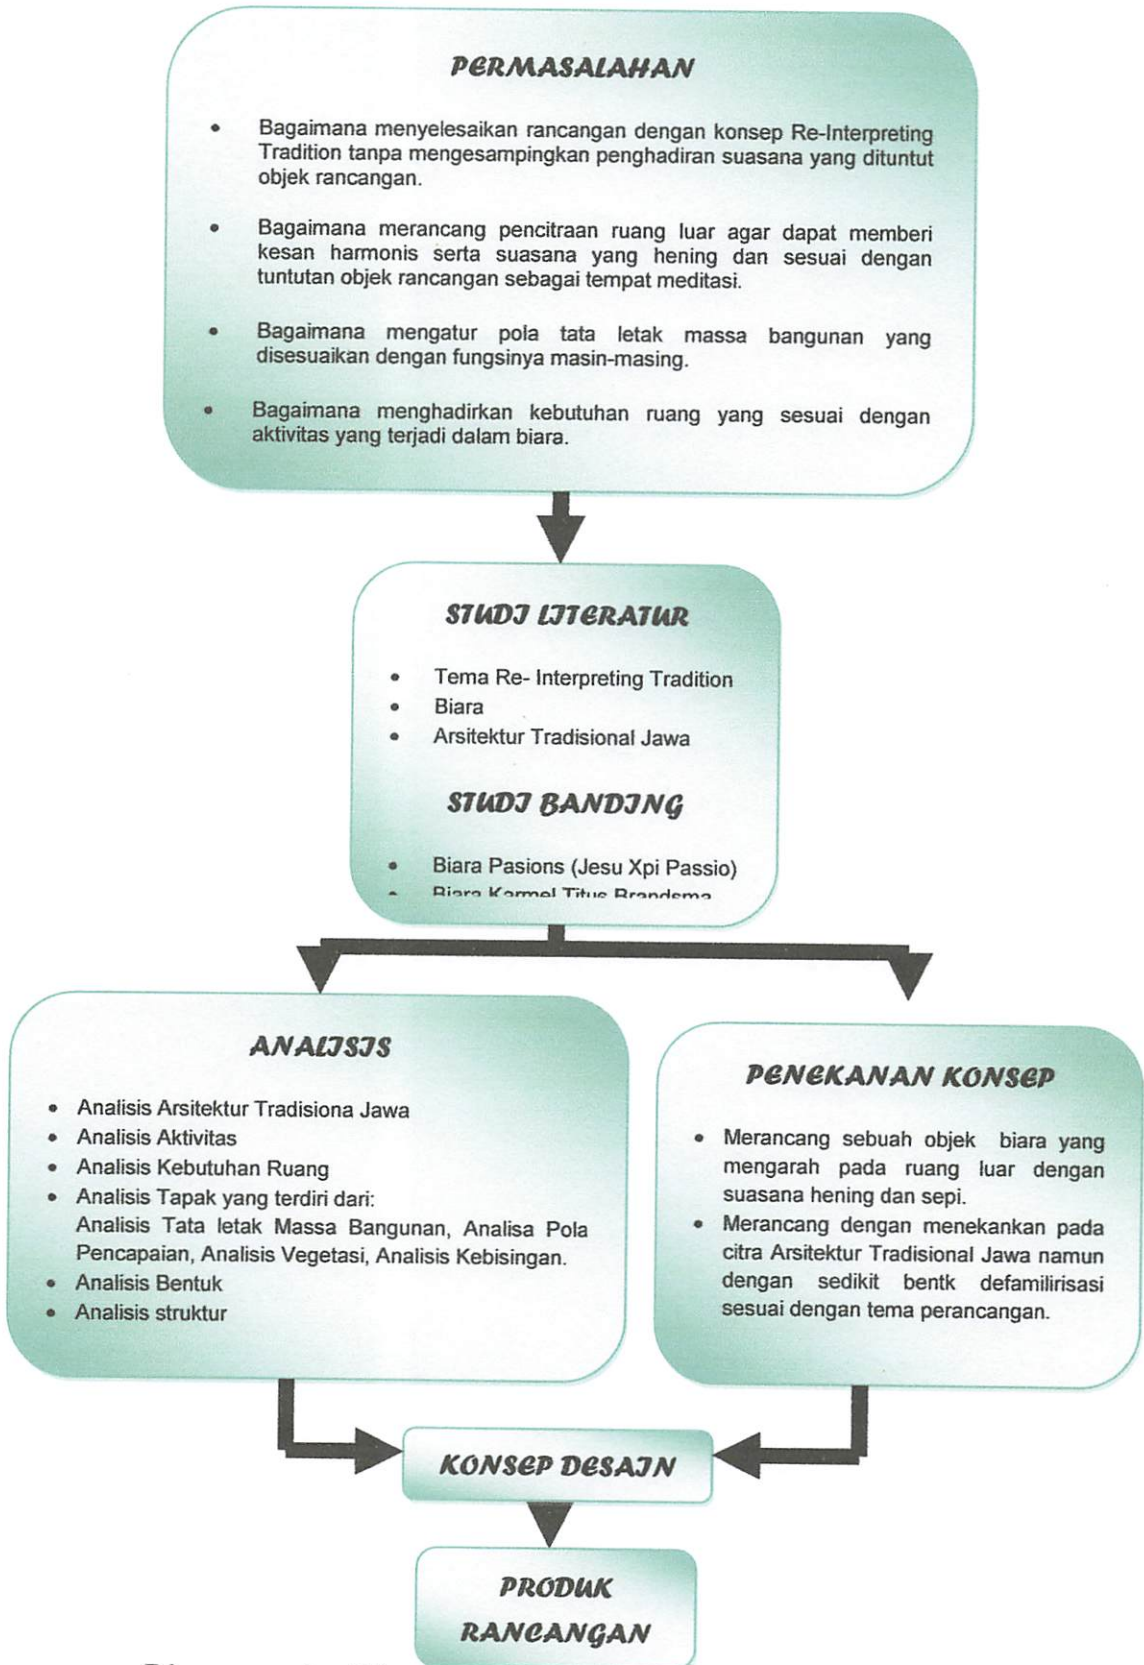 PERMASALAHAN
• Bagaimana menyelesaikan rancangan dengan konsep Re-Interpreting
Tradition tanpa mengesampingkan penghadiran suasana yang dituntut
objek rancangan.
• Bagaimana merancang pencitraan ruang luar agar dapat memberi
kesan harmonis serta suasana yang hening dan sesuai dengan
tuntutan objek rancangan sebagai tempat meditasi.
• Bagaimana mengatur pola tata letak massa bangunan yang
disesuaikan dengan fungsinya masin-masing.
• Bagaimana menghadirkan kebutuhan ruang yang sesuai dengan
aktivitas yang terjadi dalam biara.
STUDI LITERATUR
• Tema Re- Interpreting Tradition
• Biara
• Arsitektur Tradisional Jawa
STUDI BANDING
• Biara Pasions (Jesu Xpi Passio)
• Biara Karmel Titus Brandsma
ANALISIS
• Analisis Arsitektur Tradisiona Jawa
• Analisis Aktivitas
• Analisis Kebutuhan Ruang
• Analisis Tapak yang terdiri dari:
Analisis Tata letak Massa Bangunan, Analisa Pola
Pencapaian, Analisis Vegetasi, Analisis Kebisingan.
• Analisis Bentuk
• Analisis struktur
PENEKANAN KONSEP
• Merancang sebuah objek biara yang
mengarah pada ruang luar dengan
suasana hening dan sepi.
• Merancang dengan menekankan pada
citra Arsitektur Tradisional Jawa namun
dengan sedikit bentk defamilirisasi
sesuai dengan tema perancangan.
KONSEP DESAIN
PRODUK
RANCANGAN